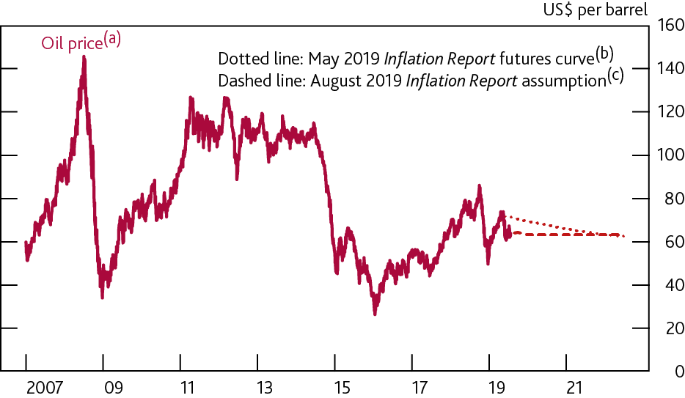 US$ per barrel
160
Oil price(a)
Dotted line: May 2019 Inflation Report futures curve(b)
Dashed line: August 2019 Inflation Report assumption(c)
140
120
100
80
60
40
20
0
2007 09 11 13 15 17 19 21